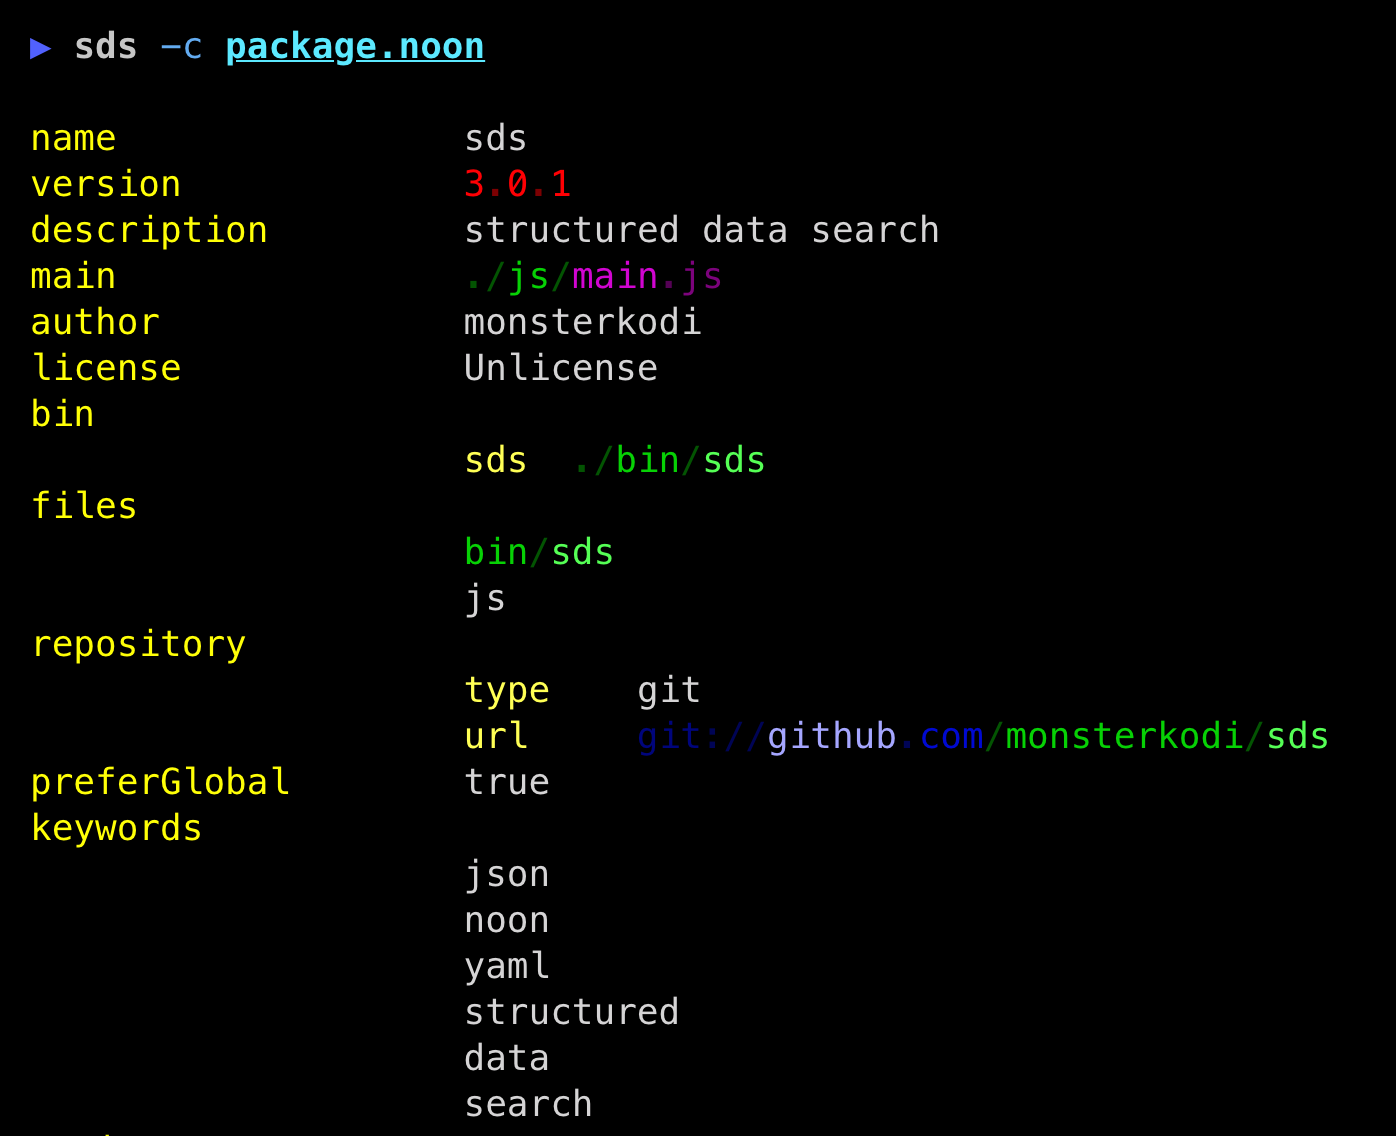 ▶ sds -c package.noon
name sds
version 3.0.1
description structured data search
main ./js/main.js
author monsterkodi
license Unlicense
bin
sds ./bin/sds
files
bin/sds
js
repository
type git
url git://github.com/monsterkodi/sds
preferGlobal true
keywords
json
noon
yaml
structured
data
search